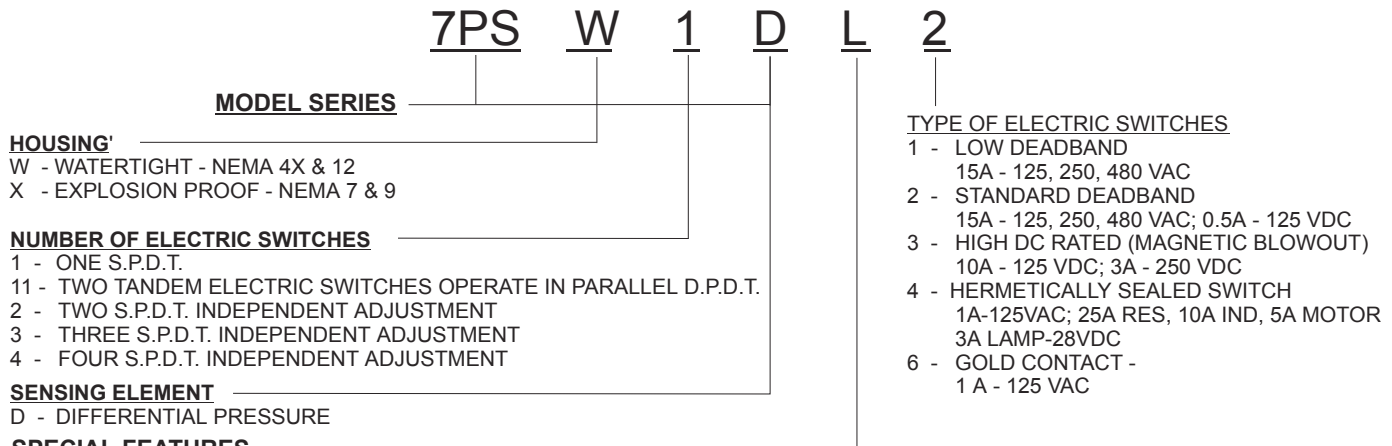 7PS W 1 D L 2
MODEL SERIES
HOUSING'
W - WATERTIGHT - NEMA 4X & 12
X - EXPLOSION PROOF - NEMA 7 & 9
NUMBER OF ELECTRIC SWITCHES
1 - ONE S.P.D.T.
11 - TWO TANDEM ELECTRIC SWITCHES OPERATE IN PARALLEL D.P.D.T.
2 - TWO S.P.D.T. INDEPENDENT ADJUSTMENT
3 - THREE S.P.D.T. INDEPENDENT ADJUSTMENT
4 - FOUR S.P.D.T. INDEPENDENT ADJUSTMENT
SENSING ELEMENT
D - DIFFERENTIAL PRESSURE
SPECIAL FEATURES
TYPE OF ELECTRIC SWITCHES
1 - LOW DEADBAND
15A - 125, 250, 480 VAC
2 - STANDARD DEADBAND
15A - 125, 250, 480 VAC; 0.5A - 125 VDC
3 - HIGH DC RATED (MAGNETIC BLOWOUT)
10A - 125 VDC; 3A - 250 VDC
4 - HERMETICALLY SEALED SWITCH
1A-125VAC; 25A RES, 10A IND, 5A MOTOR
3A LAMP-28VDC
6 - GOLD CONTACT -
1 A - 125 VAC